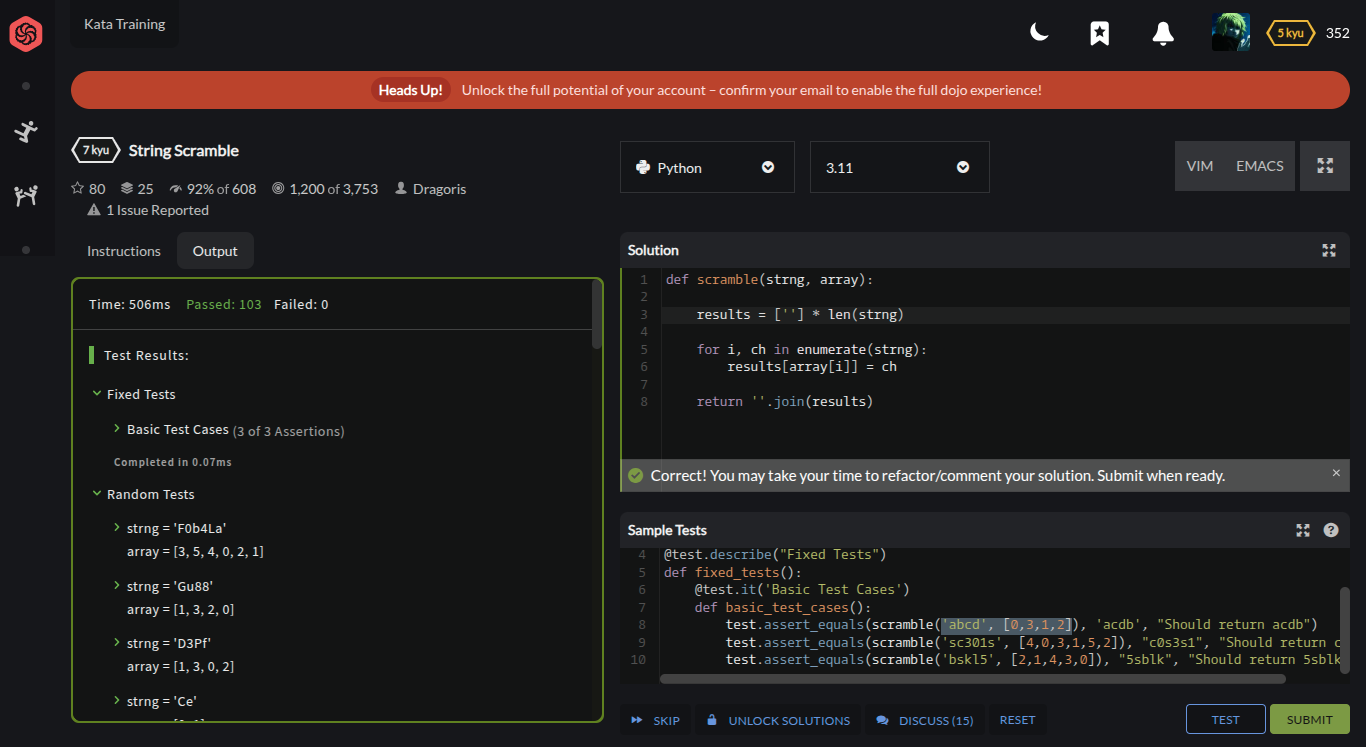 Kata Training
5 kyu 352
Heads Up! Unlock the full potential of your account – confirm your email to enable the full dojo experience!
7 kyu String Scramble
80 25 92% of 608 1,200 of 3,753 Dragoris
1 Issue Reported
Instructions Output
Time: 506ms Passed: 103 Failed: 0
Test Results:
Fixed Tests
Basic Test Cases (3 of 3 Assertions)
Completed in 0.07ms
Random Tests
strng = 'F0b4La'
array = [3, 5, 4, 0, 2, 1]
strng = 'Gu88'
array = [1, 3, 2, 0]
strng = 'D3Pf'
array = [1, 3, 0, 2]
strng = 'Ce'
Python 3.11 VIM EMACS
Solution
1 def scramble(strng, array):
2
3 results = [''] * len(strng)
4
5 for i, ch in enumerate(strng):
6 results[array[i]] = ch
7
8 return ''.join(results)
Correct! You may take your time to refactor/comment your solution. Submit when ready. ×
Sample Tests
4 @test.describe("Fixed Tests")
5 def fixed_tests():
6 @test.it('Basic Test Cases')
7 def basic_test_cases():
8 test.assert_equals(scramble('abcd', [0,3,1,2]), 'acdb', "Should return acdb")
9 test.assert_equals(scramble('sc301s', [4,0,3,1,5,2]), "c0s3s1", "Should return c
10 test.assert_equals(scramble('bskl5', [2,1,4,3,0]), "5sblk", "Should return 5sblk
SKIP UNLOCK SOLUTIONS DISCUSS (15) RESET TEST SUBMIT